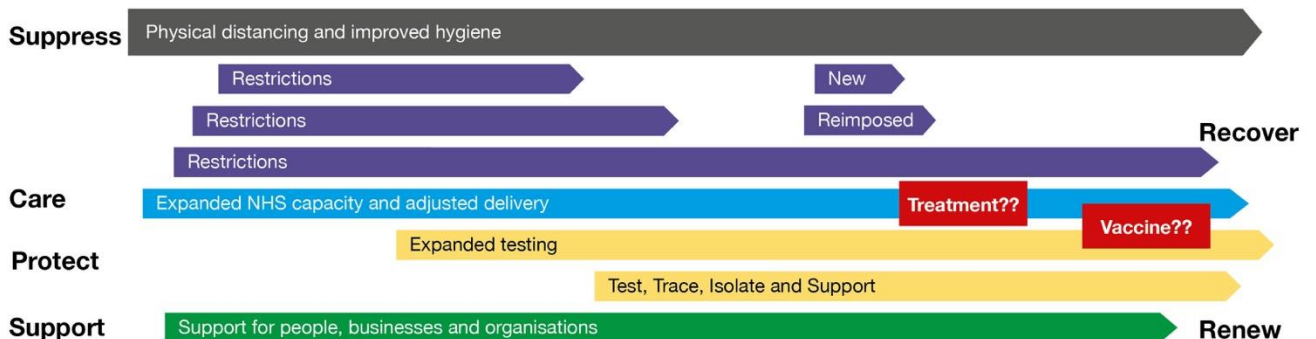 Suppress
Physical distancing and improved hygiene
Restrictions
New
Restrictions
Reimposed
Recover
Restrictions
Care
Expanded NHS capacity and adjusted delivery
Treatment??
Vaccine??
Protect
Expanded testing
Test, Trace, Isolate and Support
Support
Support for people, businesses and organisations
Renew